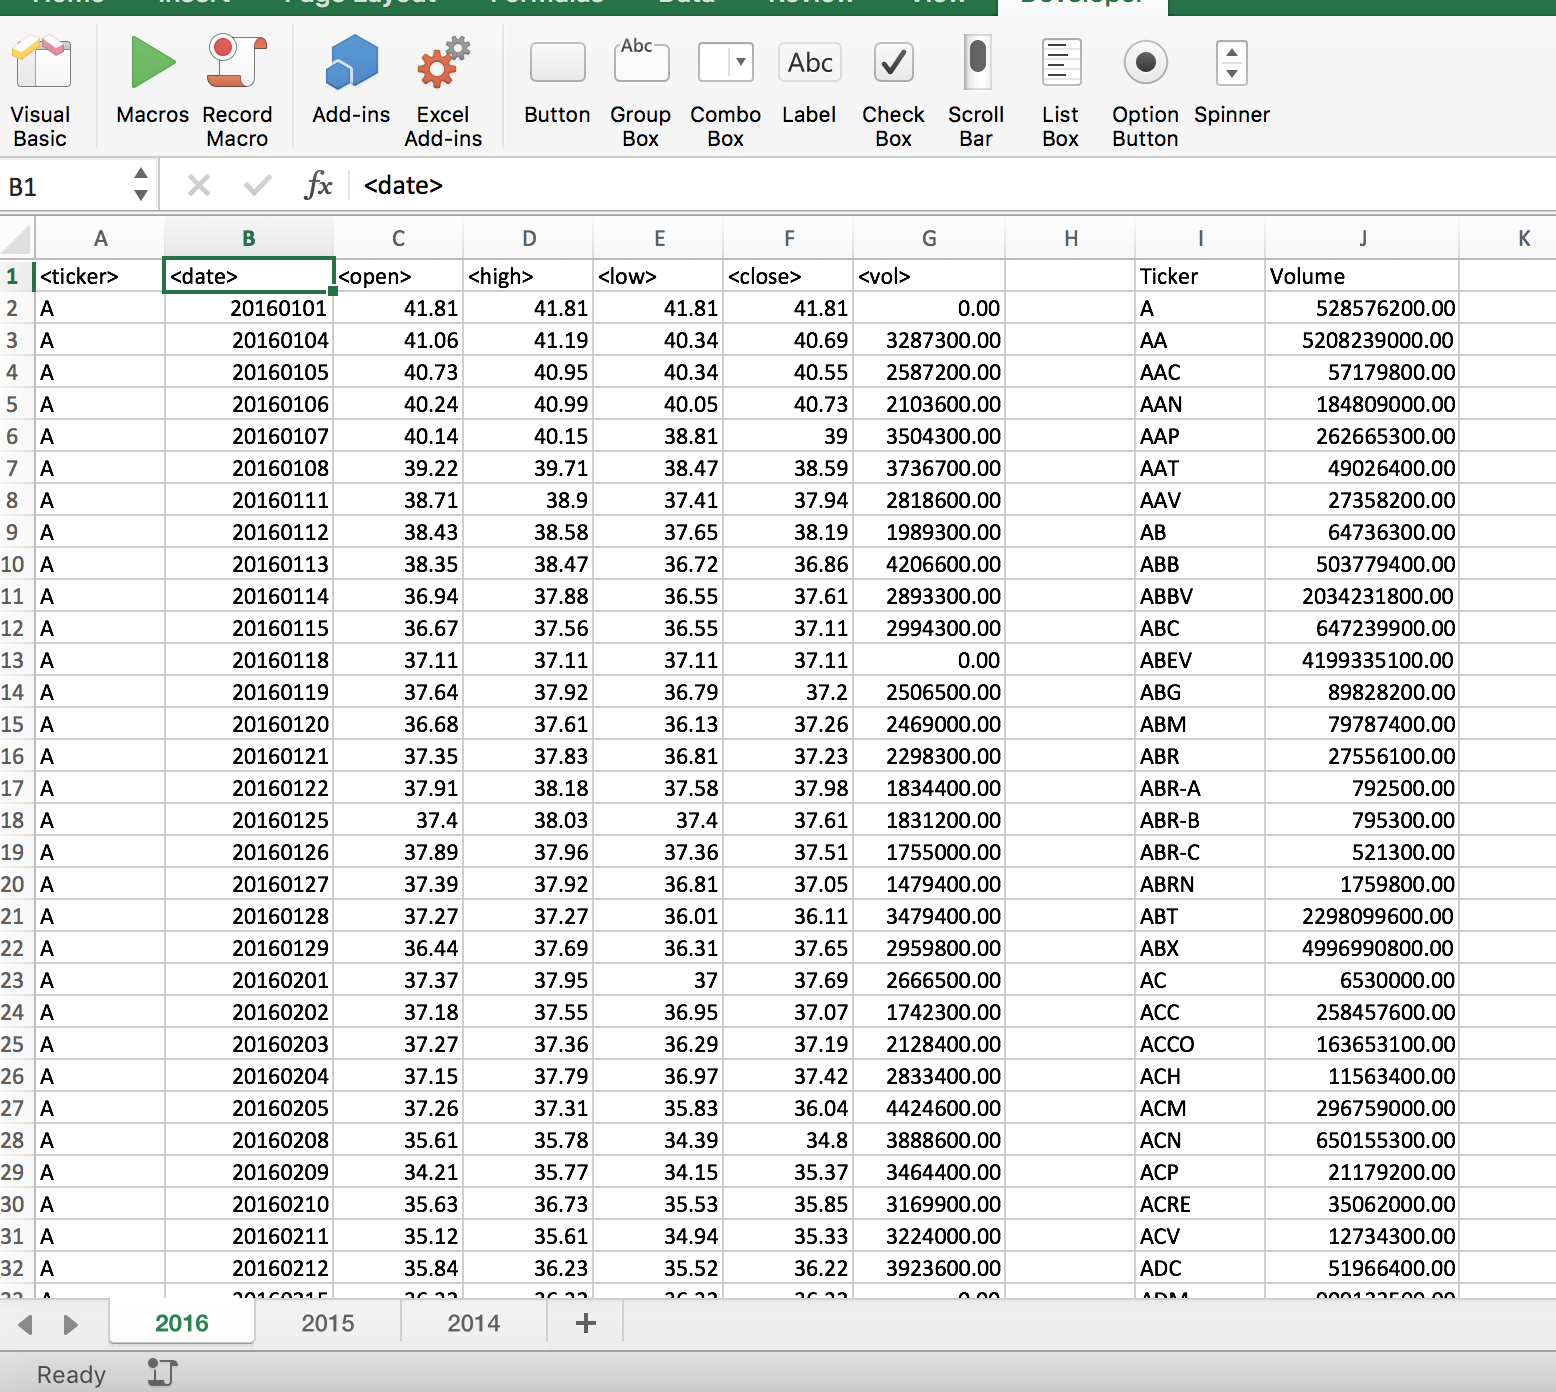 Home Insert Page Layout Formulas Data Review View Developer
Visual Basic Macros Record Macro Add-ins Excel Add-ins Button Group Box Combo Box Label Check Box Scroll Bar List Box Option Button Spinner
Abc Abc
B1 fx <date>
A B C D E F G H I J K
1 <ticker> <date> <open> <high> <low> <close> <vol> Ticker Volume
2 A 20160101 41.81 41.81 41.81 41.81 0.00 A 528576200.00
3 A 20160104 41.06 41.19 40.34 40.69 3287300.00 AA 5208239000.00
4 A 20160105 40.73 40.95 40.34 40.55 2587200.00 AAC 57179800.00
5 A 20160106 40.24 40.99 40.05 40.73 2103600.00 AAN 184809000.00
6 A 20160107 40.14 40.15 38.81 39 3504300.00 AAP 262665300.00
7 A 20160108 39.22 39.71 38.47 38.59 3736700.00 AAT 49026400.00
8 A 20160111 38.71 38.9 37.41 37.94 2818600.00 AAV 27358200.00
9 A 20160112 38.43 38.58 37.65 38.19 1989300.00 AB 64736300.00
10 A 20160113 38.35 38.47 36.72 36.86 4206600.00 ABB 503779400.00
11 A 20160114 36.94 37.88 36.55 37.61 2893300.00 ABBV 2034231800.00
12 A 20160115 36.67 37.56 36.55 37.11 2994300.00 ABC 647239900.00
13 A 20160118 37.11 37.11 37.11 37.11 0.00 ABEV 4199335100.00
14 A 20160119 37.64 37.92 36.79 37.2 2506500.00 ABG 89828200.00
15 A 20160120 36.68 37.61 36.13 37.26 2469000.00 ABM 79787400.00
16 A 20160121 37.35 37.83 36.81 37.23 2298300.00 ABR 27556100.00
17 A 20160122 37.91 38.18 37.58 37.98 1834400.00 ABR-A 792500.00
18 A 20160125 37.4 38.03 37.4 37.61 1831200.00 ABR-B 795300.00
19 A 20160126 37.89 37.96 37.36 37.51 1755000.00 ABR-C 521300.00
20 A 20160127 37.39 37.92 36.81 37.05 1479400.00 ABRN 1759800.00
21 A 20160128 37.27 37.27 36.01 36.11 3479400.00 ABT 2298099600.00
22 A 20160129 36.44 37.69 36.31 37.65 2959800.00 ABX 4996990800.00
23 A 20160201 37.37 37.95 37 37.69 2666500.00 AC 6530000.00
24 A 20160202 37.18 37.55 36.95 37.07 1742300.00 ACC 258457600.00
25 A 20160203 37.27 37.36 36.29 37.19 2128400.00 ACCO 163653100.00
26 A 20160204 37.15 37.79 36.97 37.42 2833400.00 ACH 11563400.00
27 A 20160205 37.26 37.31 35.83 36.04 4424600.00 ACM 296759000.00
28 A 20160208 35.61 35.78 34.39 34.8 3888600.00 ACN 650155300.00
29 A 20160209 34.21 35.77 34.15 35.37 3464400.00 ACP 21179200.00
30 A 20160210 35.63 36.73 35.53 35.85 3169900.00 ACRE 35062000.00
31 A 20160211 35.12 35.61 34.94 35.33 3224000.00 ACV 12734300.00
32 A 20160212 35.84 36.23 35.52 36.22 3923600.00 ADC 51966400.00
2016 2015 2014 +
Ready